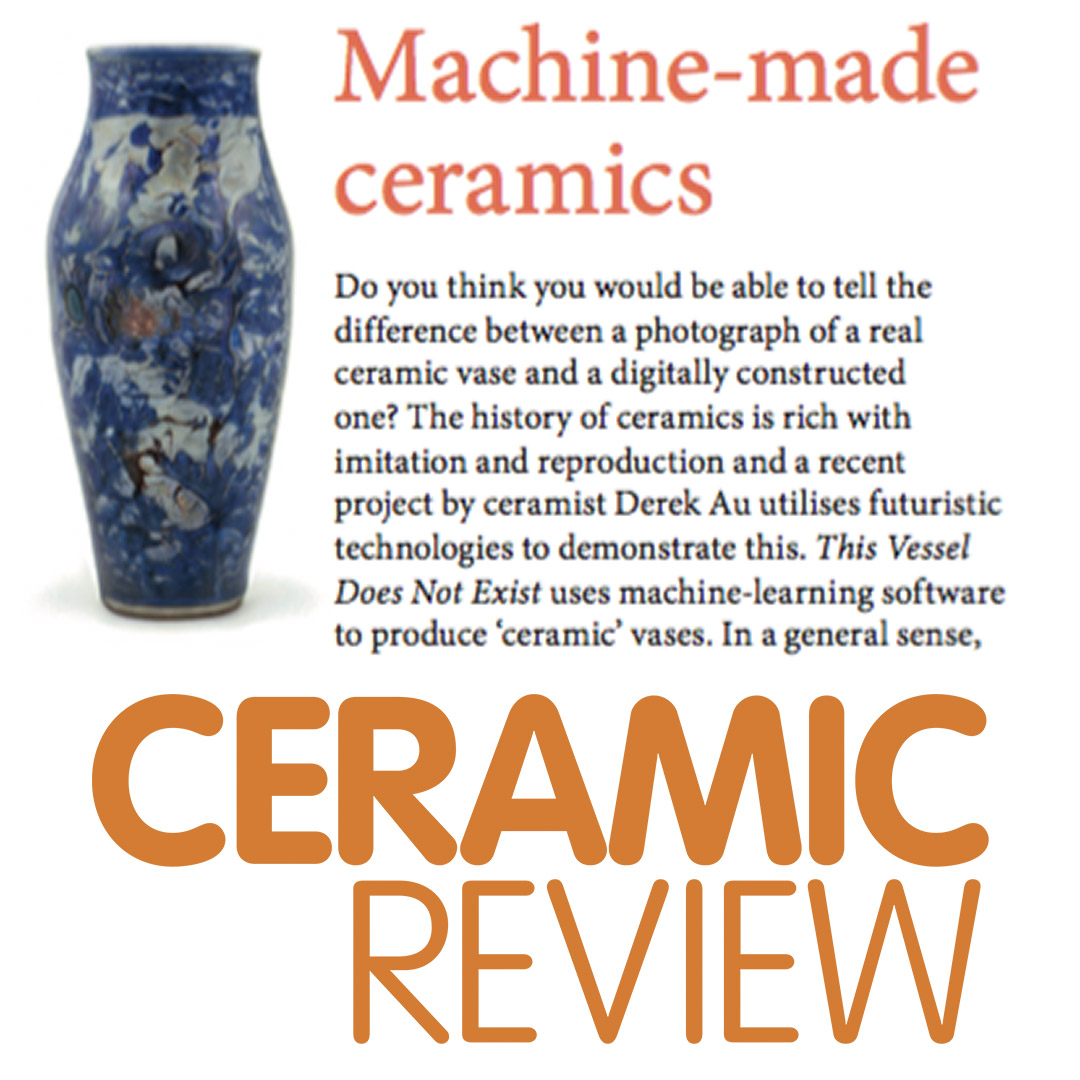 Machine-made
ceramics
Do you think you would be able to tell the
difference between a photograph of a real
ceramic vase and a digitally constructed
one? The history of ceramics is rich with
imitation and reproduction and a recent
project by ceramist Derek Au utilises futuristic
technologies to demonstrate this. This Vessel
Does Not Exist uses machine-learning software
to produce ‘ceramic’ vases. In a general sense,
CERAMIC
REVIEW